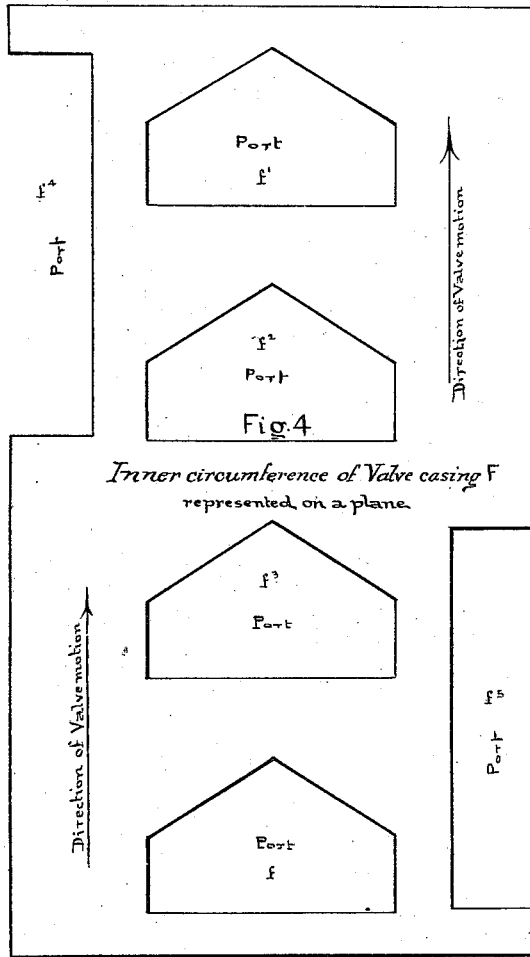 Port
f¹
f⁴
Port
Direction of Valve motion
f²
Port
Fig.4
Inner circumference of Valve casing F
represented on a plane
f³
Port
Direction of Valve motion
f⁵
Port
Port
f